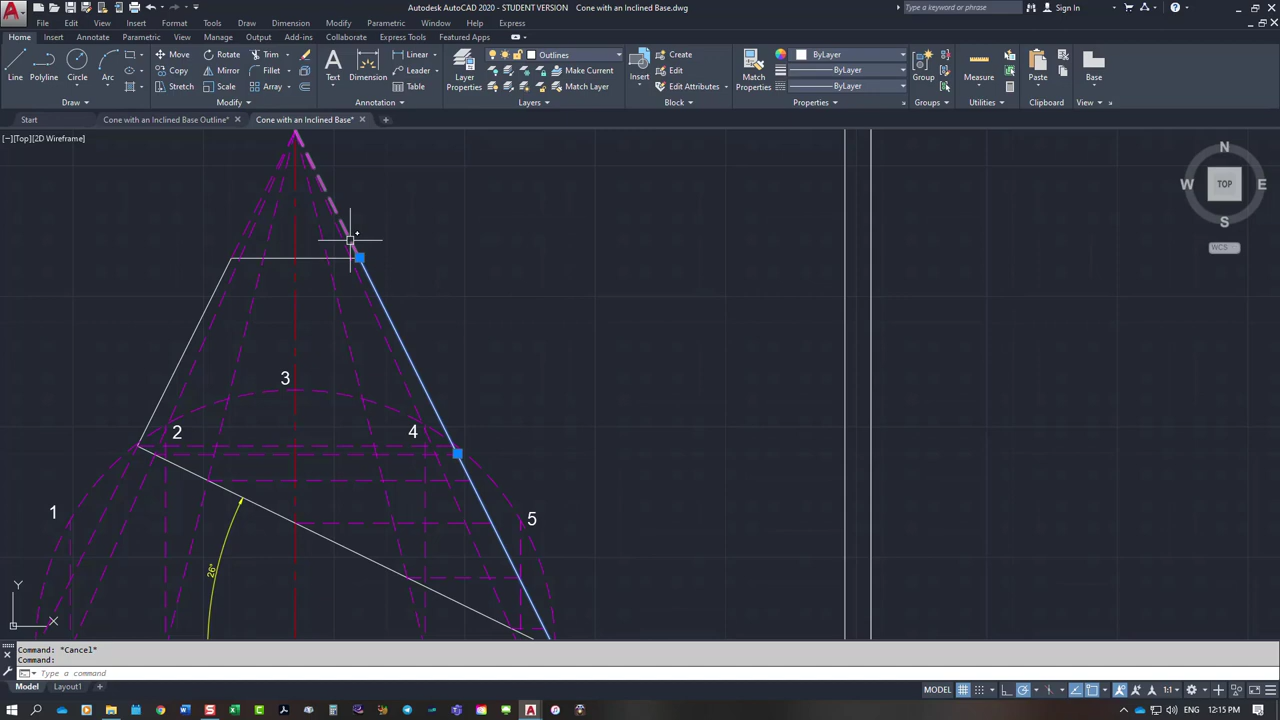 Autodesk AutoCAD 2020 - STUDENT VERSION Cone with an Inclined Base.dwg
Type a keyword or phrase
Sign In
File Edit View Insert Format Tools Draw Dimension Modify Parametric Window Help Express
Home Insert Annotate Parametric View Manage Output Add-ins Collaborate Express Tools Featured Apps
Line
Polyline
Circle
Arc
Move
Rotate
Trim
Copy
Mirror
Fillet
Stretch
Scale
Array
Text
Dimension
Linear
Leader
Table
Layer
Properties
Outlines
Make Current
Match Layer
Insert
Create
Edit
Edit Attributes
Match
Properties
ByLayer
ByLayer
ByLayer
Group
Measure
Paste
Base
Draw
Modify
Annotation
Layers
Block
Properties
Groups
Utilities
Clipboard
View
Start
Cone with an Inclined Base Outline*
Cone with an Inclined Base*
[−][Top][2D Wireframe]
N
W
TOP
E
S
WCS
3
2
4
1
5
26°
Y
X
Command: *Cancel*
Command:
Type a command
Model
Layout1
MODEL
1:1
12:15 PM